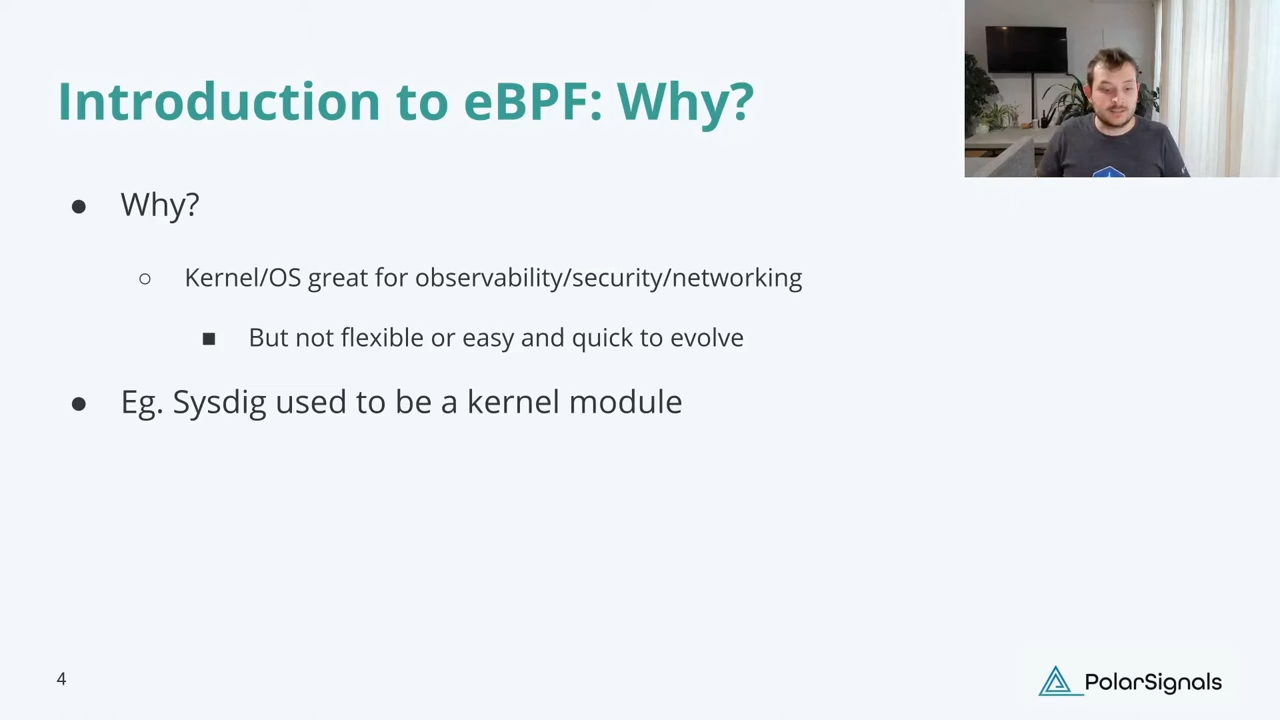 Introduction to eBPF: Why?
● Why?
○ Kernel/OS great for observability/security/networking
■ But not flexible or easy and quick to evolve
● Eg. Sysdig used to be a kernel module
4
PolarSignals